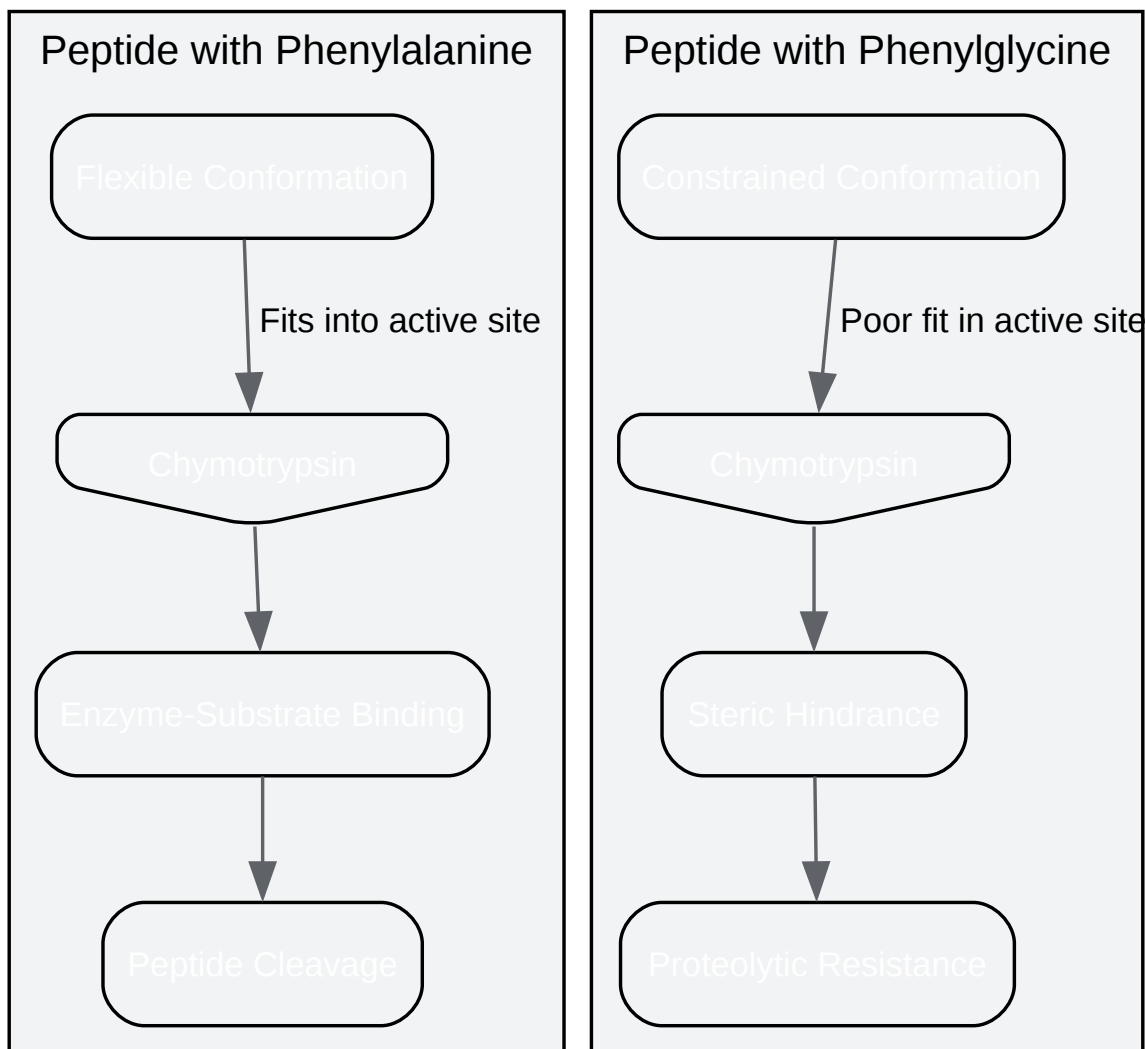 Peptide with Phenylalanine
Flexible Conformation
Fits into active site
Chymotrypsin
Enzyme-Substrate Binding
Peptide Cleavage
Peptide with Phenylglycine
Constrained Conformation
Poor fit in active site
Chymotrypsin
Steric Hindrance
Proteolytic Resistance